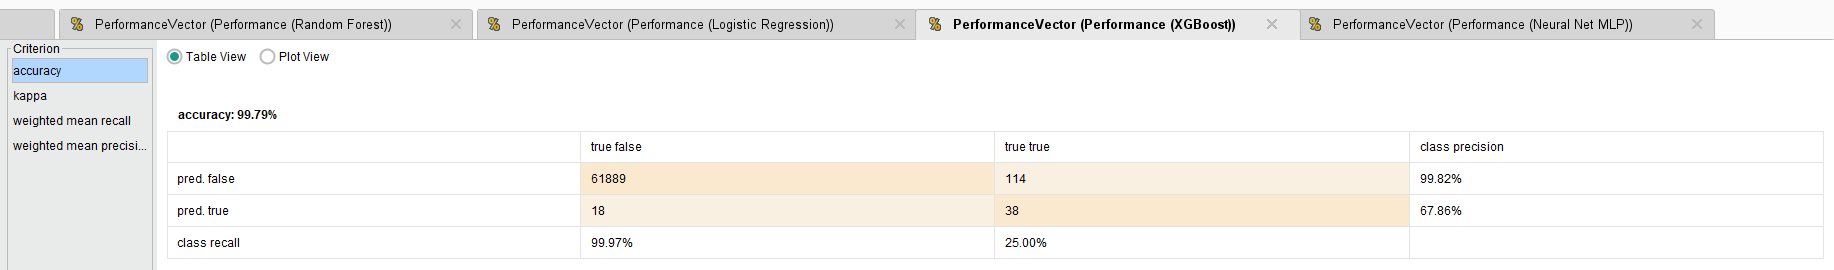 PerformanceVector (Performance (Random Forest))
PerformanceVector (Performance (Logistic Regression))
PerformanceVector (Performance (XGBoost))
PerformanceVector (Performance (Neural Net MLP))
Criterion
accuracy
kappa
weighted mean recall
weighted mean precisi...
Table View Plot View
accuracy: 99.79%
true false true true class precision
pred. false 61889 114 99.82%
pred. true 18 38 67.86%
class recall 99.97% 25.00%